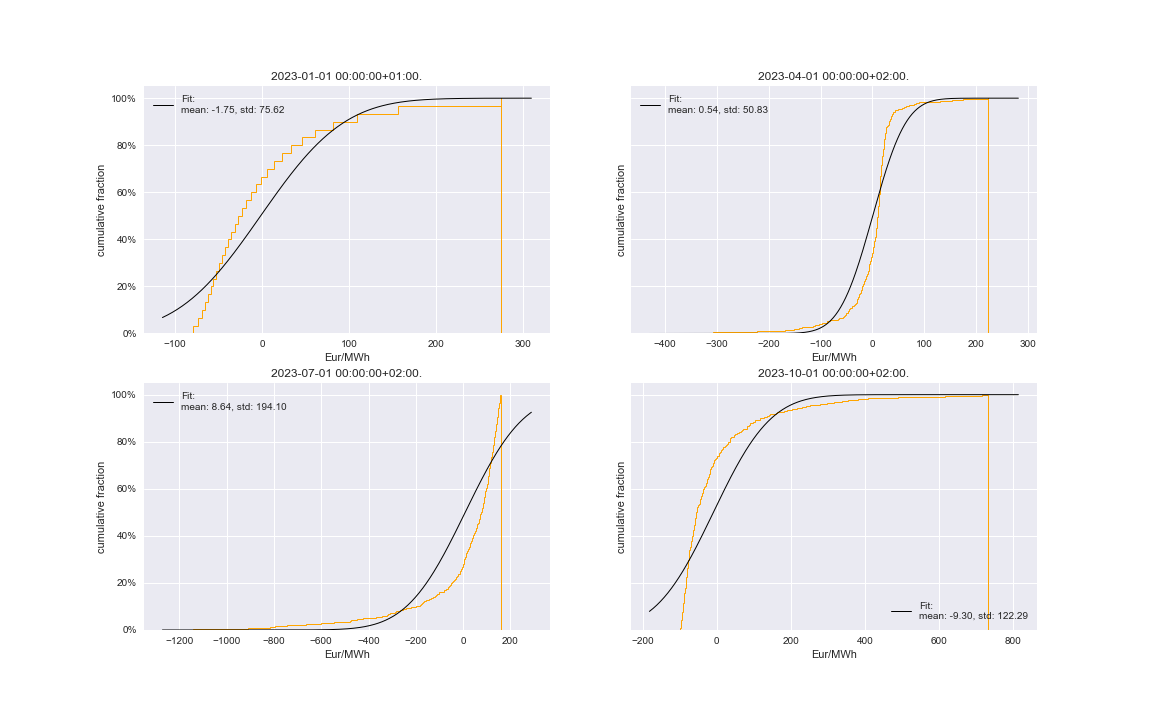 2023-01-01 00:00:00+01:00.
100%
80%
60%
40%
20%
0%
cumulative fraction
Fit:
mean: -1.75, std: 75.62
−100 0 100 200 300
Eur/MWh
2023-04-01 00:00:00+02:00.
cumulative fraction
Fit:
mean: 0.54, std: 50.83
−400 −300 −200 −100 0 100 200 300
Eur/MWh
2023-07-01 00:00:00+02:00.
100%
80%
60%
40%
20%
0%
cumulative fraction
Fit:
mean: 8.64, std: 194.10
−1200 −1000 −800 −600 −400 −200 0 200
Eur/MWh
2023-10-01 00:00:00+02:00.
cumulative fraction
Fit:
mean: -9.30, std: 122.29
−200 0 200 400 600 800
Eur/MWh